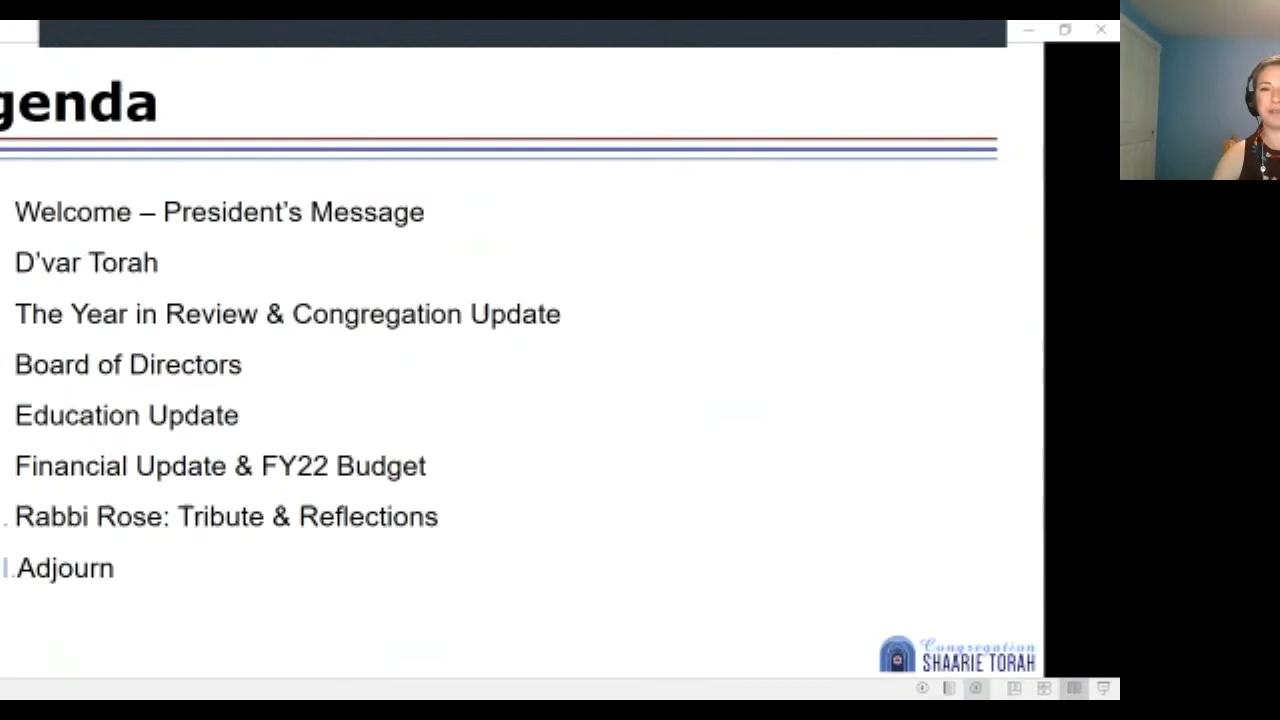 genda
Welcome – President's Message
D'var Torah
The Year in Review & Congregation Update
Board of Directors
Education Update
Financial Update & FY22 Budget
. Rabbi Rose: Tribute & Reflections
I. Adjourn
Congregation
SHAARIE TORAH